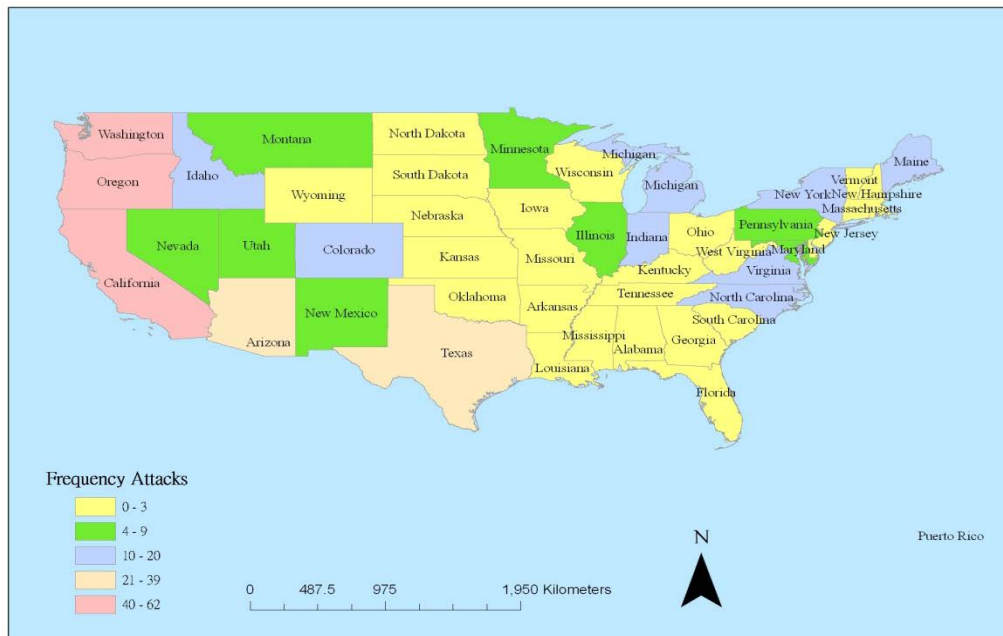 Washington
Montana
North Dakota
Minnesota
Michigan
Maine
Oregon
Idaho
Wyoming
South Dakota
Wisconsin
Michigan
Vermont
New York
New Hampshire
Massachusetts
Nebraska
Iowa
Nevada
Utah
Colorado
Kansas
Illinois
Indiana
Ohio
Pennsylvania
New Jersey
West Virginia
Maryland
Virginia
California
Missouri
Kentucky
Oklahoma
Arkansas
Tennessee
North Carolina
South Carolina
New Mexico
Arizona
Texas
Mississippi
Alabama
Georgia
Louisiana
Florida
Frequency Attacks
0 - 3
4 - 9
10 - 20
21 - 39
40 - 62
0 487.5 975 1,950 Kilometers
N
Puerto Rico